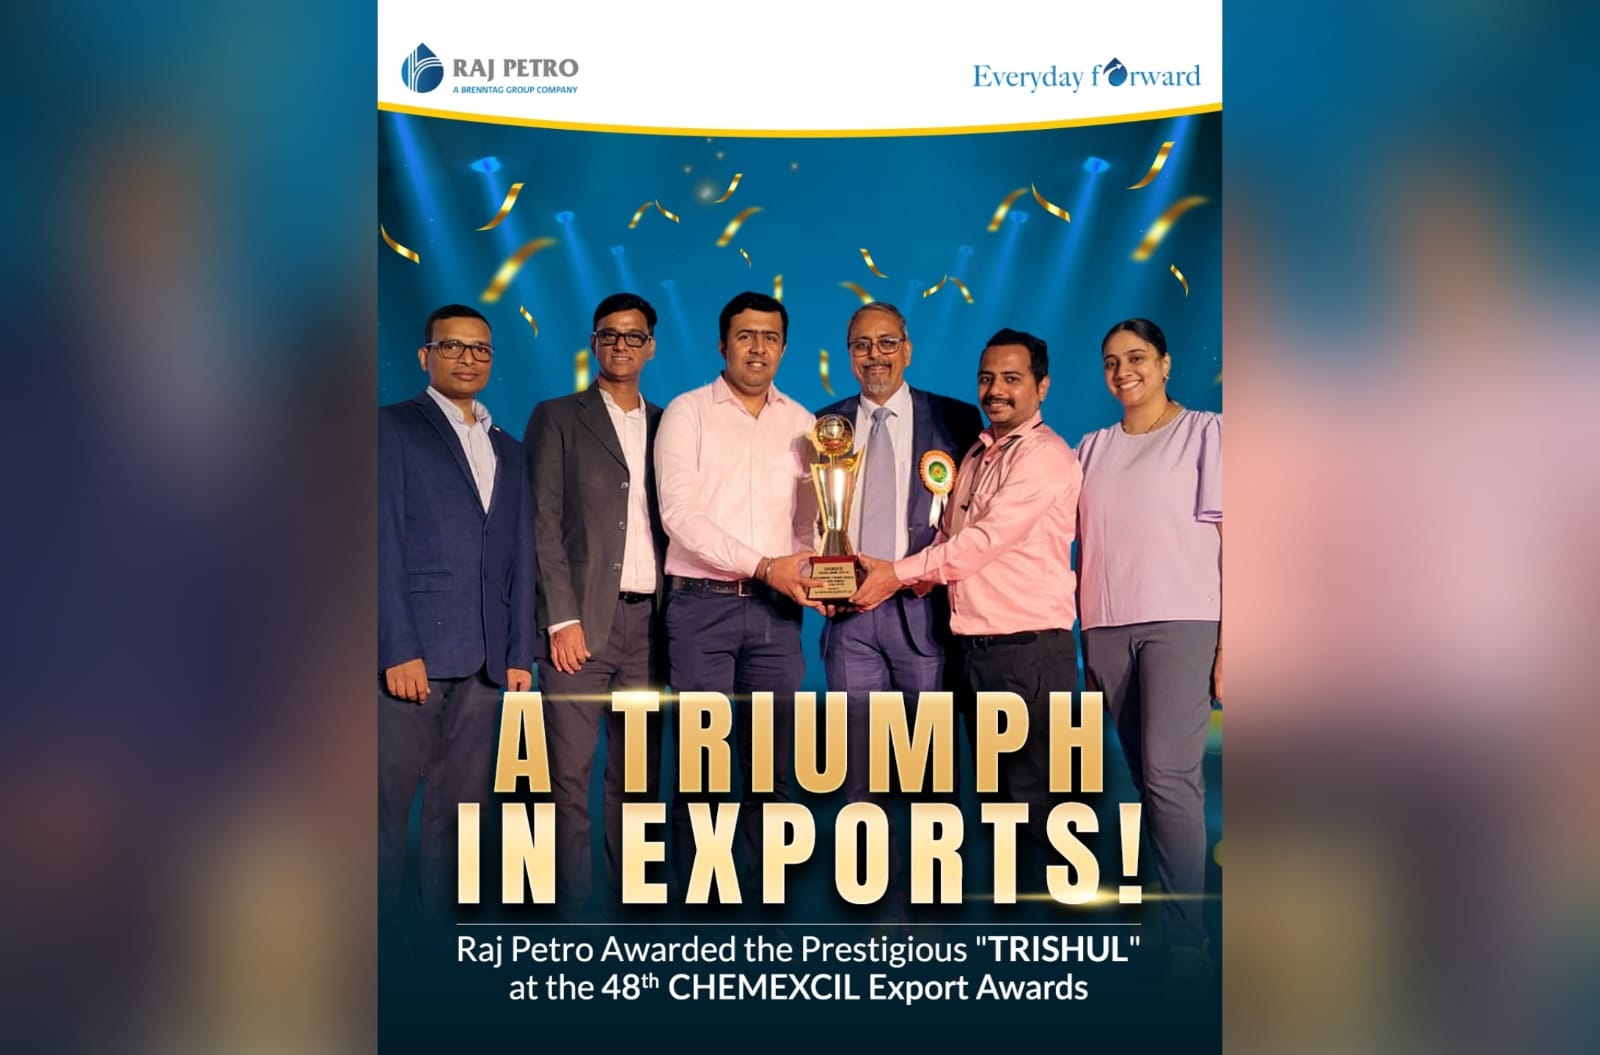 RAJ PETRO
A BRENNTAG GROUP COMPANY
Everyday forward
A TRIUMPH
IN EXPORTS!
Raj Petro Awarded the Prestigious "TRISHUL"
at the 48th CHEMEXCIL Export Awards